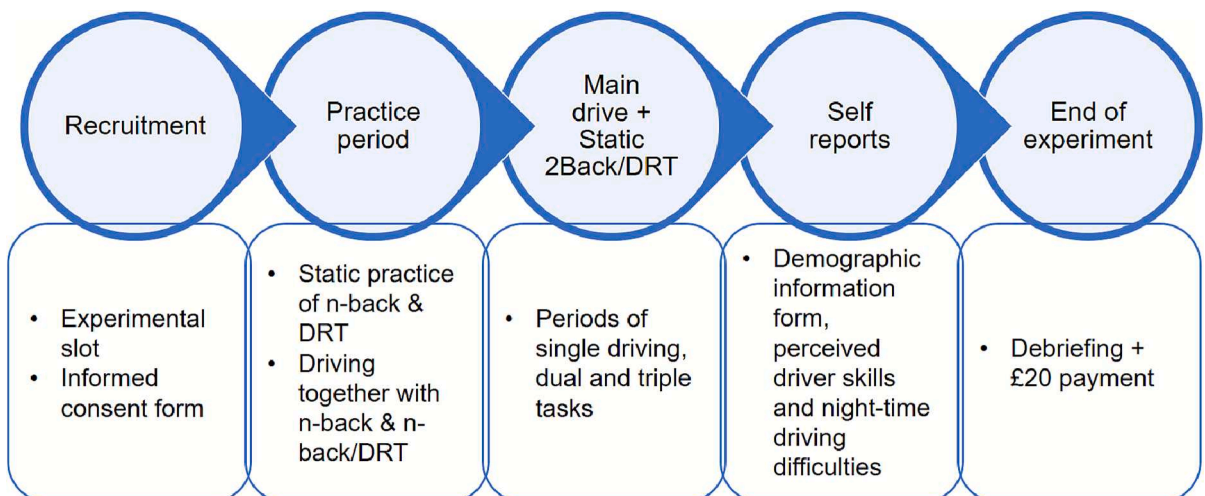 Recruitment
Practice
period
Main
drive +
Static
2Back/DRT
Self
reports
End of
experiment
• Experimental
slot
• Informed
consent form
• Static practice
of n-back &
DRT
• Driving
together with
n-back & n-
back/DRT
• Periods of
single driving,
dual and triple
tasks
• Demographic
information
form,
perceived
driver skills
and night-time
driving
difficulties
• Debriefing +
£20 payment